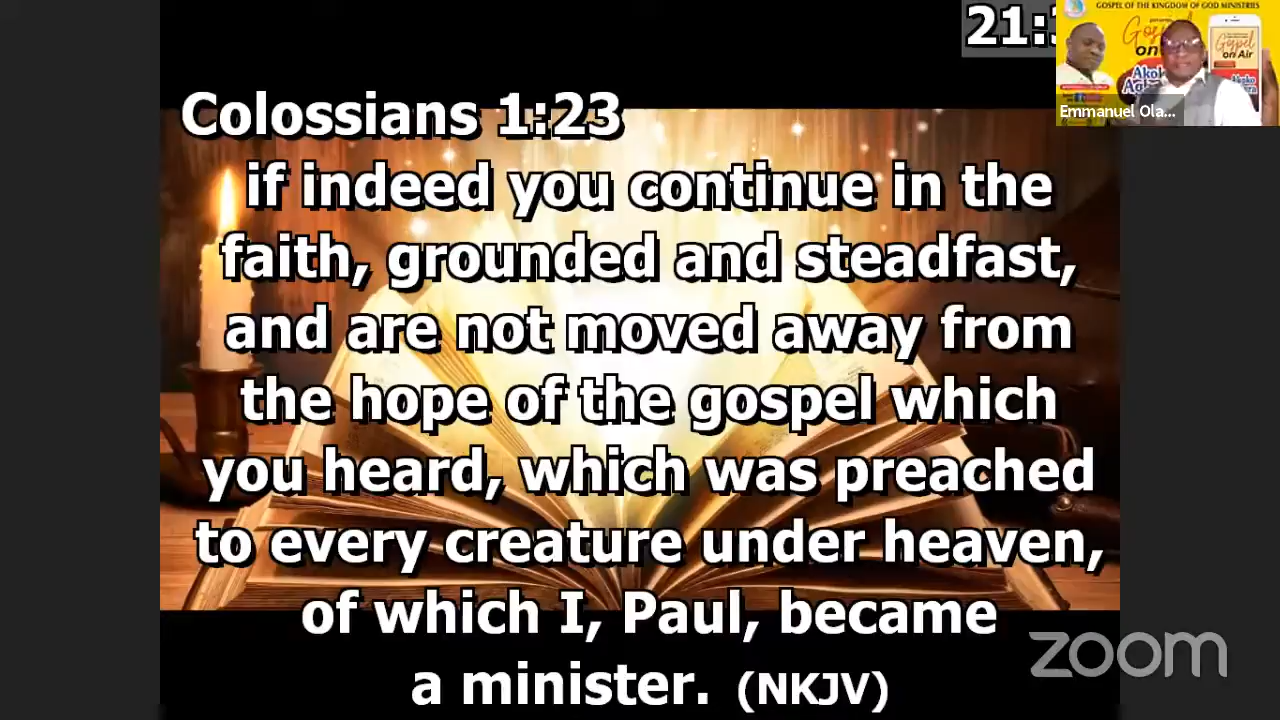 21:3
GOSPEL OF THE KINGDOM OF GOD MINISTRIES
Gospel
on Air
Emmanuel Ola...
Colossians 1:23
if indeed you continue in the
faith, grounded and steadfast,
and are not moved away from
the hope of the gospel which
you heard, which was preached
to every creature under heaven,
of which I, Paul, became
a minister. (NKJV)
zoom